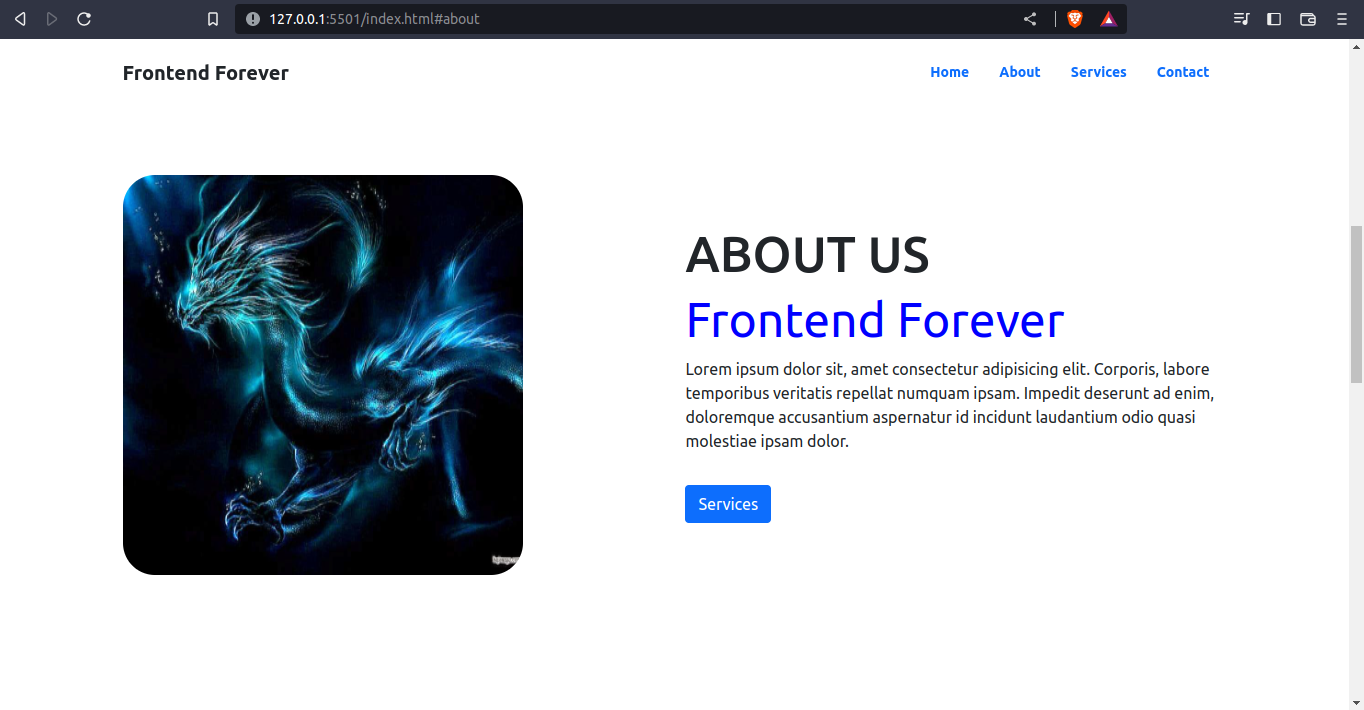 127.0.0.1:5501/index.html#about
Frontend Forever
Home About Services Contact
ABOUT US
Frontend Forever
Lorem ipsum dolor sit, amet consectetur adipisicing elit. Corporis, labore
temporibus veritatis repellat numquam ipsam. Impedit deserunt ad enim,
doloremque accusantium aspernatur id incidunt laudantium odio quasi
molestiae ipsam dolor.
Services